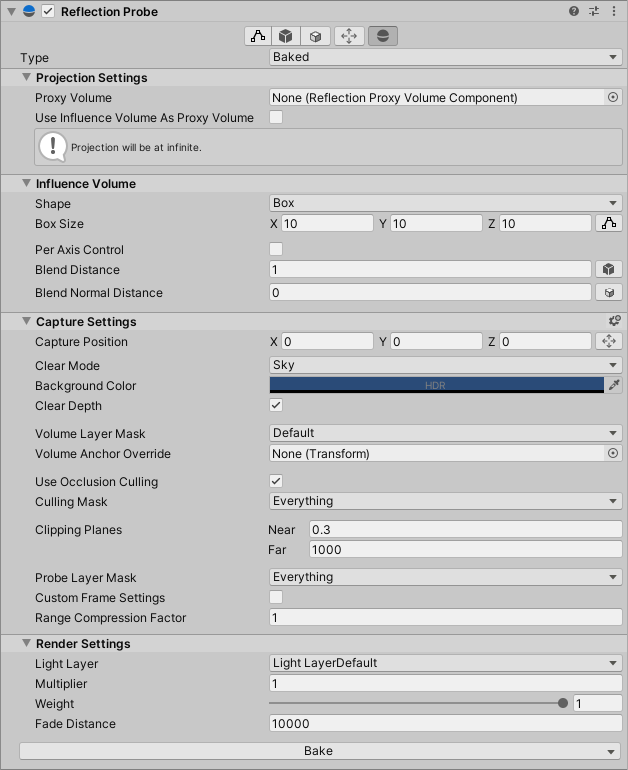 Reflection Probe
Type Baked
Projection Settings
Proxy Volume None (Reflection Proxy Volume Component)
Use Influence Volume As Proxy Volume
! Projection will be at infinite.
Influence Volume
Shape Box
Box Size X 10 Y 10 Z 10
Per Axis Control
Blend Distance 1
Blend Normal Distance 0
Capture Settings
Capture Position X 0 Y 0 Z 0
Clear Mode Sky
Background Color HDR
Clear Depth
Volume Layer Mask Default
Volume Anchor Override None (Transform)
Use Occlusion Culling
Culling Mask Everything
Clipping Planes Near 0.3
Far 1000
Probe Layer Mask Everything
Custom Frame Settings
Range Compression Factor 1
Render Settings
Light Layer Light LayerDefault
Multiplier 1
Weight 1
Fade Distance 10000
Bake